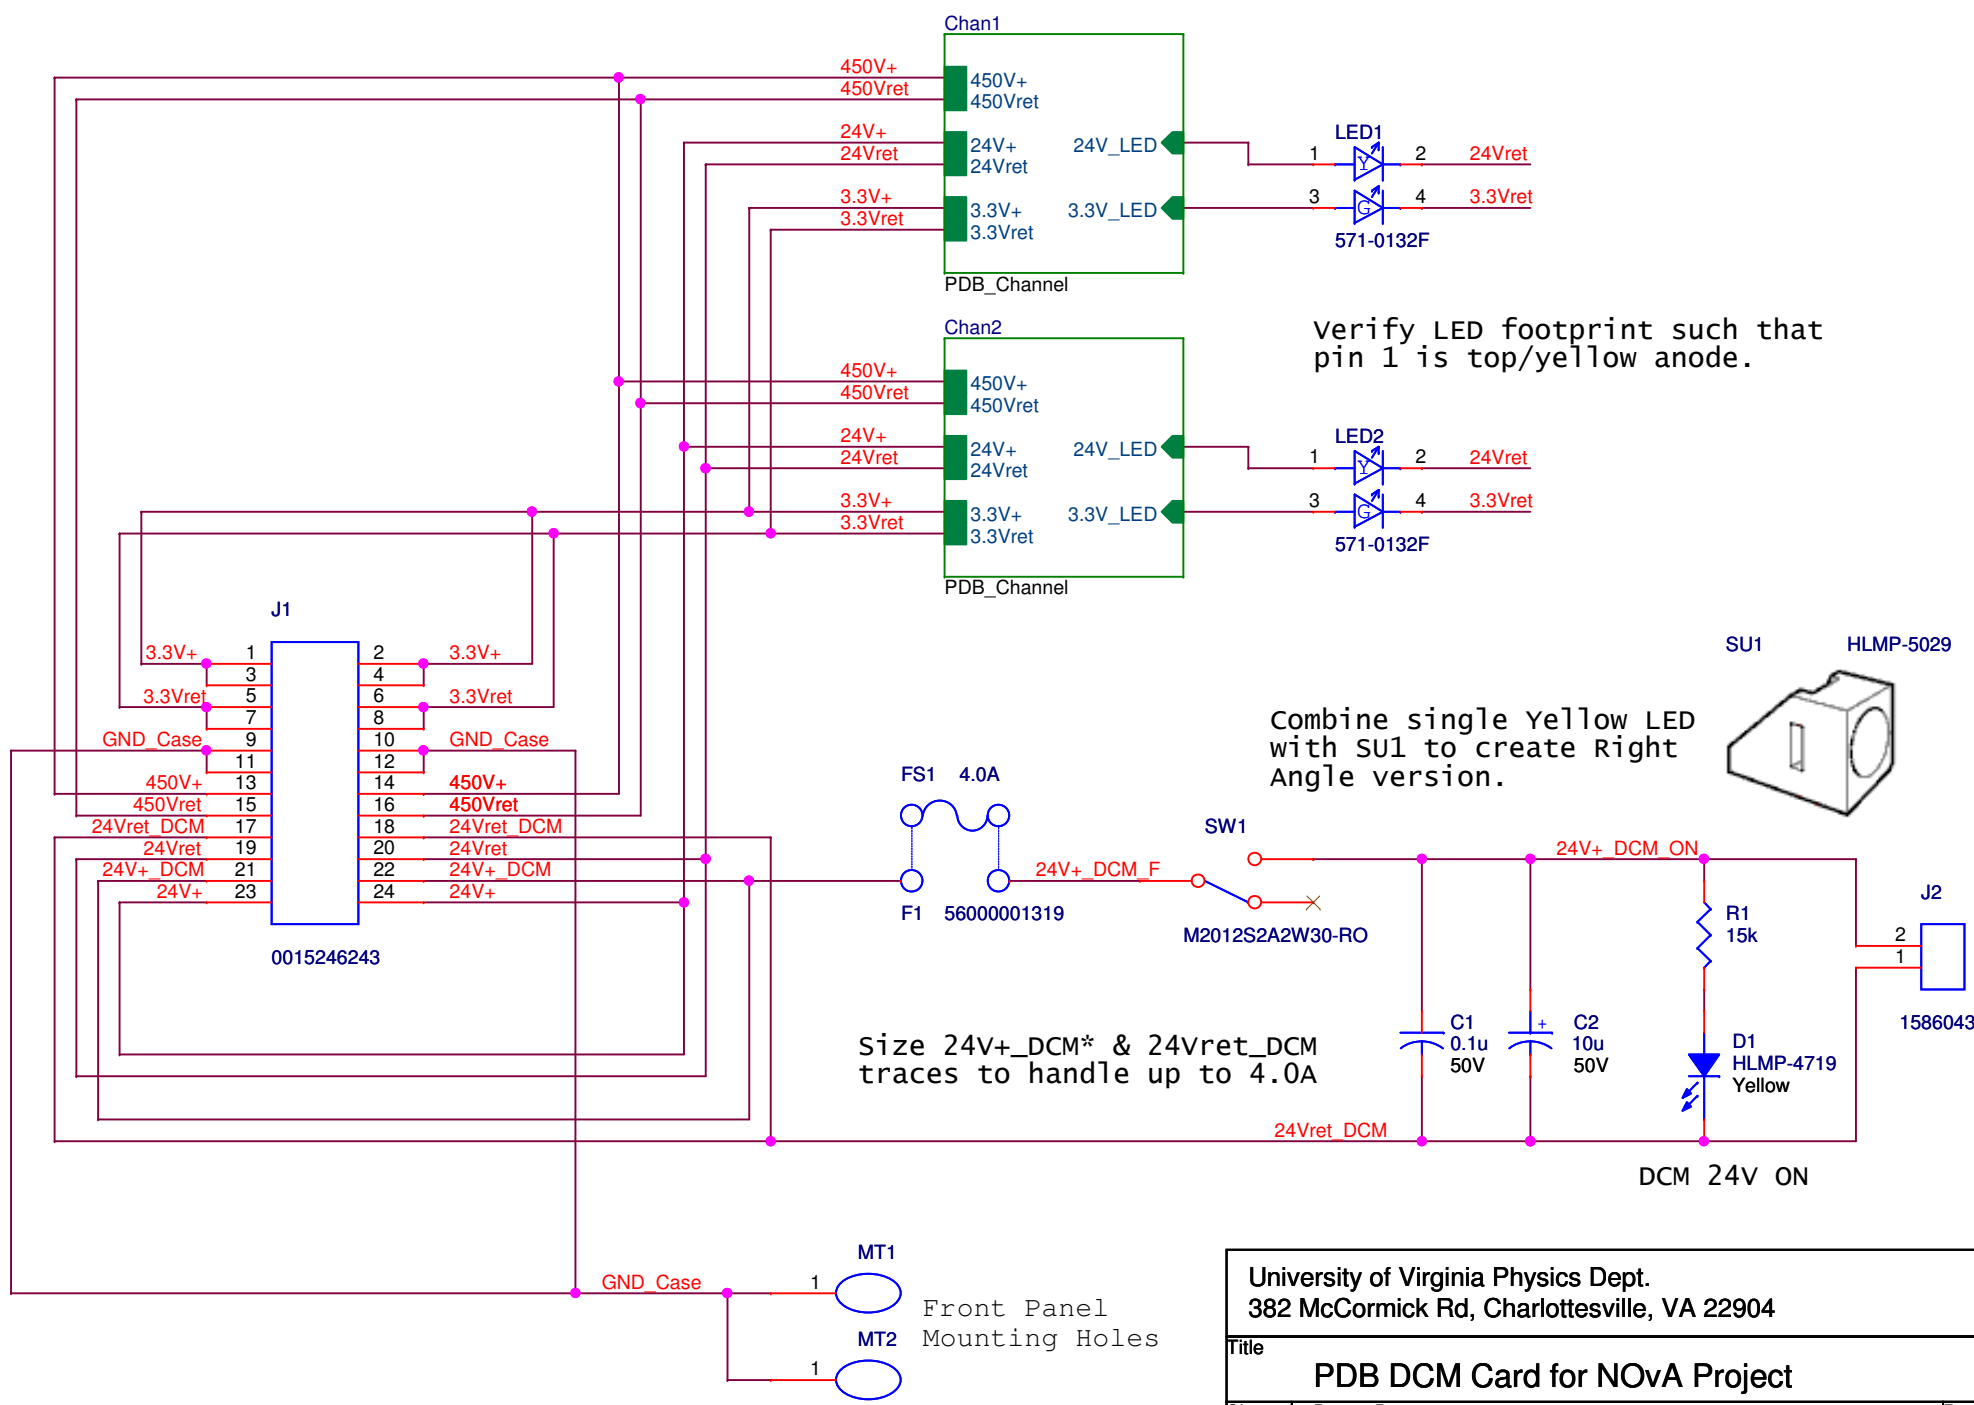 Chan1
450V+
450Vret
24V+
24Vret
3.3V+
3.3Vret
450V+
450Vret
24V+
24Vret
3.3V+
3.3Vret
24V_LED
3.3V_LED
PDB_Channel
LED1
1 Y 2 24Vret
3 G 4 3.3Vret
571-0132F
Verify LED footprint such that
pin 1 is top/yellow anode.
Chan2
450V+
450Vret
24V+
24Vret
3.3V+
3.3Vret
450V+
450Vret
24V+
24Vret
3.3V+
3.3Vret
24V_LED
3.3V_LED
PDB_Channel
LED2
1 Y 2 24Vret
3 G 4 3.3Vret
571-0132F
J1
3.3V+ 1 2 3.3V+
3 4
3.3Vret 5 6 3.3Vret
7 8
GND_Case 9 10 GND_Case
11 12
450V+ 13 14 450V+
450Vret 15 16 450Vret
24Vret_DCM 17 18 24Vret_DCM
24Vret 19 20 24Vret
24V+_DCM 21 22 24V+_DCM
24V+ 23 24 24V+
0015246243
SU1 HLMP-5029
Combine single Yellow LED
with SU1 to create Right
Angle version.
FS1 4.0A
F1 56000001319
24V+_DCM_F
SW1
M2012S2A2W30-RO
24V+_DCM_ON
R1
15k
J2
2
1
1586043
C1
0.1u
50V
+
C2
10u
50V
D1
HLMP-4719
Yellow
Size 24V+_DCM* & 24Vret_DCM
traces to handle up to 4.0A
24Vret_DCM
DCM 24V ON
GND_Case
MT1
1
MT2
1
Front Panel
Mounting Holes
University of Virginia Physics Dept.
382 McCormick Rd, Charlottesville, VA 22904
Title
PDB DCM Card for NOvA Project